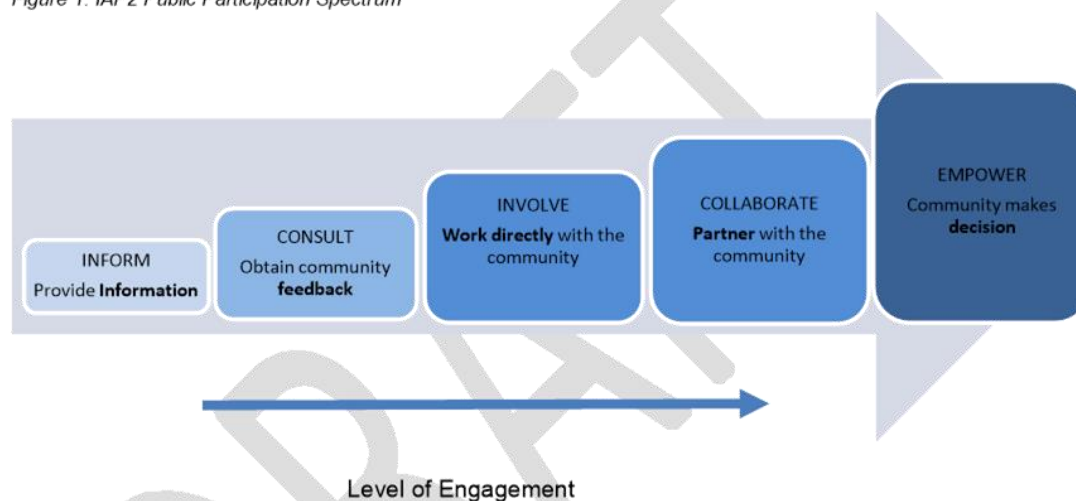 Figure 1: IAP2 Public Participation Spectrum
INFORM
Provide Information
CONSULT
Obtain community
feedback
INVOLVE
Work directly with the
community
COLLABORATE
Partner with the
community
EMPOWER
Community makes
decision
Level of Engagement
DRAFT